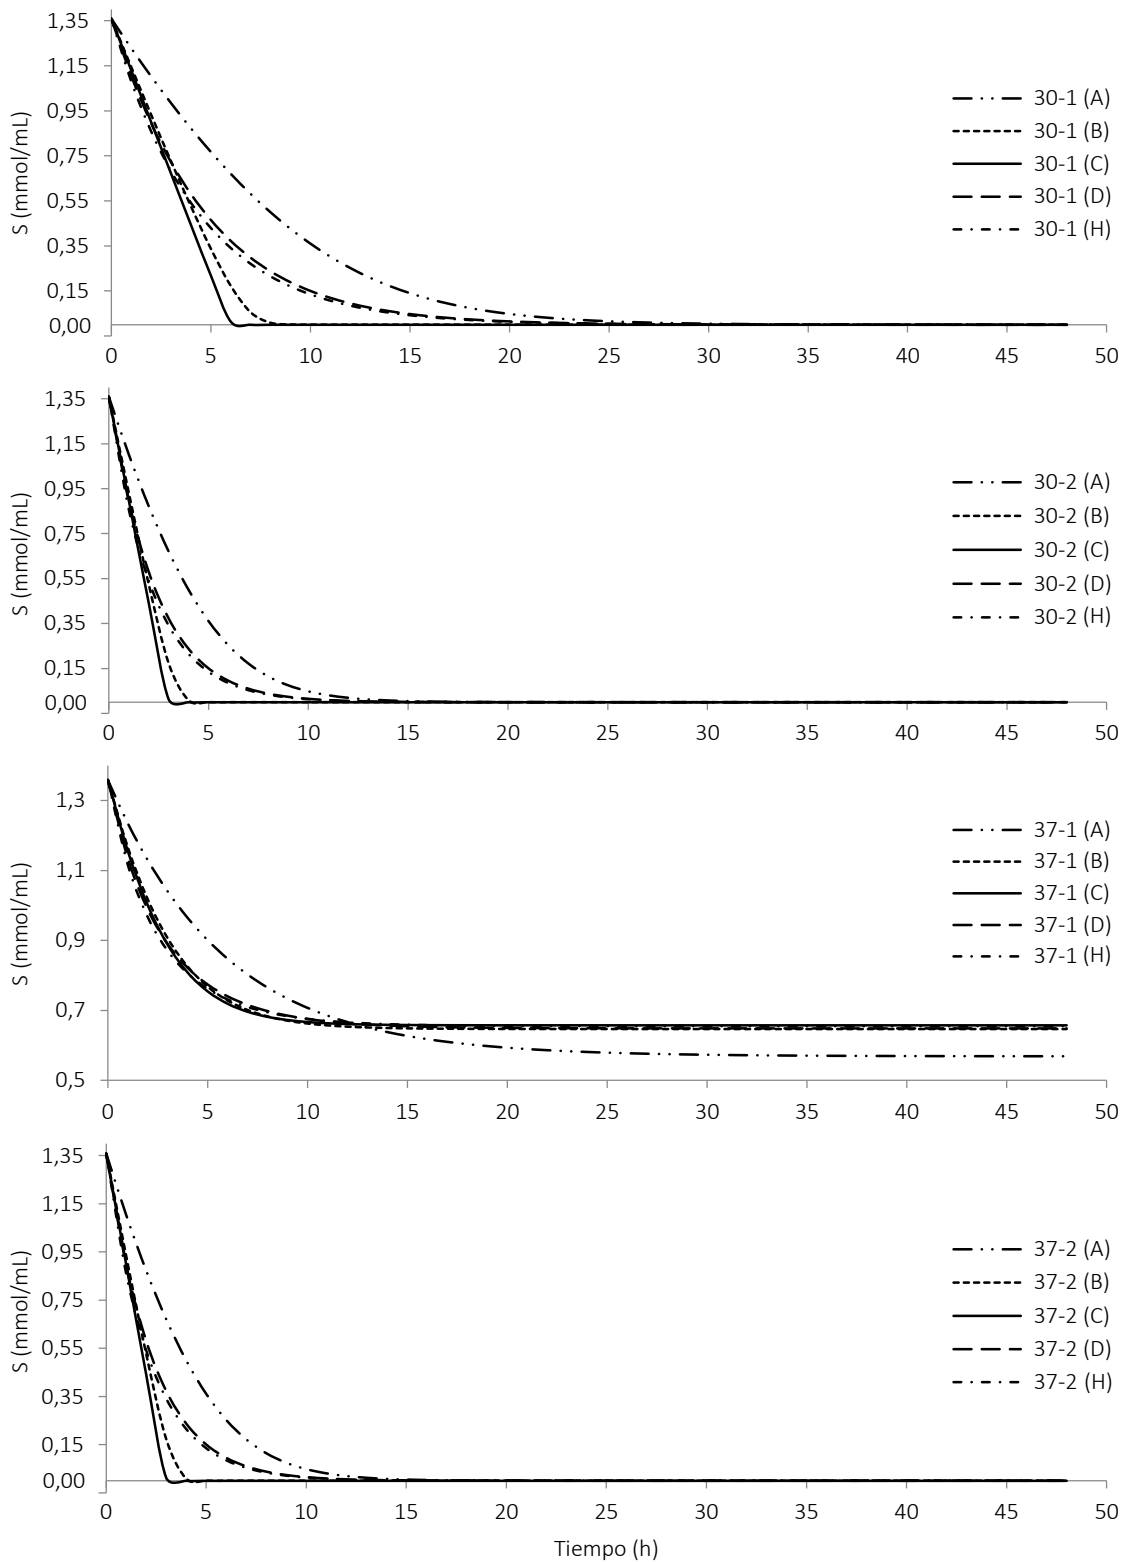 1,35
1,15
0,95
0,75
0,55
0,35
0,15
0,00
S (mmol/mL)
0 5 10 15 20 25 30 35 40 45 50
30-1 (A)
30-1 (B)
30-1 (C)
30-1 (D)
30-1 (H)
1,35
1,15
0,95
0,75
0,55
0,35
0,15
0,00
S (mmol/mL)
0 5 10 15 20 25 30 35 40 45 50
30-2 (A)
30-2 (B)
30-2 (C)
30-2 (D)
30-2 (H)
1,3
1,1
0,9
0,7
0,5
S (mmol/mL)
0 5 10 15 20 25 30 35 40 45 50
37-1 (A)
37-1 (B)
37-1 (C)
37-1 (D)
37-1 (H)
1,35
1,15
0,95
0,75
0,55
0,35
0,15
0,00
S (mmol/mL)
0 5 10 15 20 25 30 35 40 45 50
37-2 (A)
37-2 (B)
37-2 (C)
37-2 (D)
37-2 (H)
Tiempo (h)